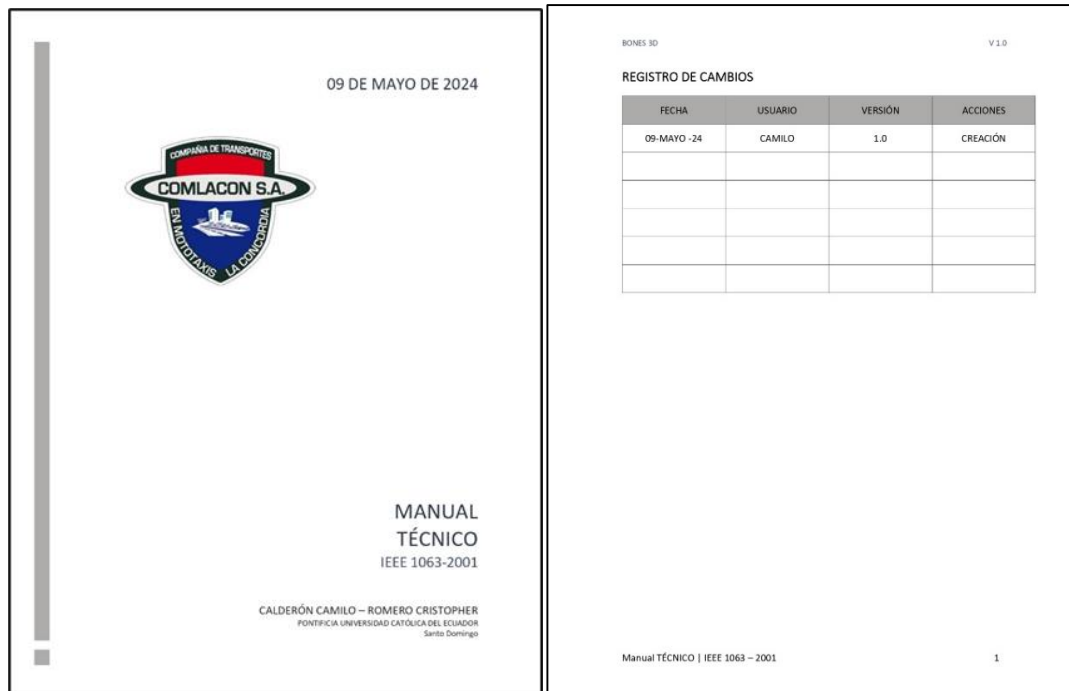 09 DE MAYO DE 2024
COMPAÑIA DE TRANSPORTES
COMLACON S.A.
EN MOTOTAXIS LA CONCORDIA
MANUAL
TÉCNICO
IEEE 1063-2001
CALDERÓN CAMILO – ROMERO CRISTOPHER
PONTIFICIA UNIVERSIDAD CATÓLICA DEL ECUADOR
Santo Domingo
BONES 3D V 1.0
REGISTRO DE CAMBIOS
FECHA USUARIO VERSIÓN ACCIONES
09-MAYO -24 CAMILO 1.0 CREACIÓN
Manual TÉCNICO | IEEE 1063 – 2001 1